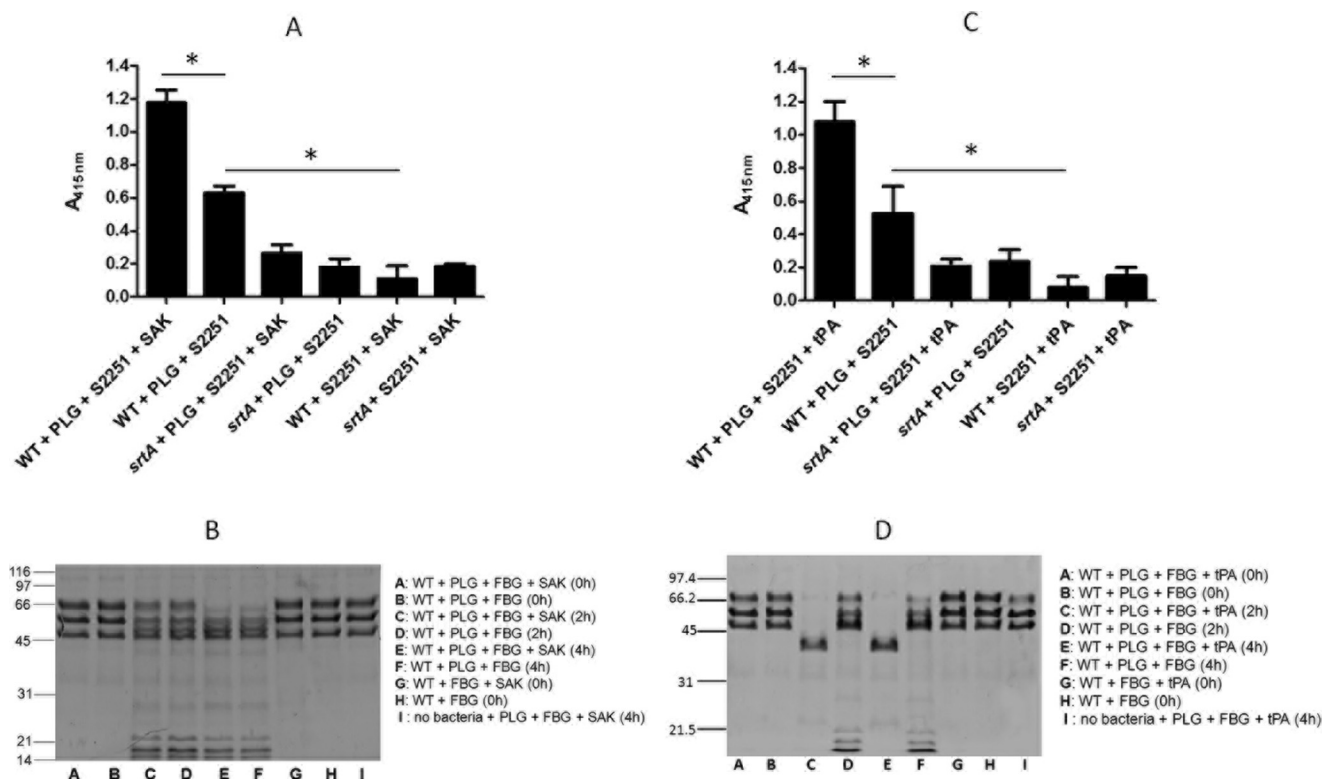 A
*
*
A415 nm
1.4
1.2
1.0
0.8
0.6
0.4
0.2
0.0
WT + PLG + S2251 + SAK
WT + PLG + S2251
srtA + PLG + S2251 + SAK
srtA + PLG + S2251
WT + S2251 + SAK
srtA + S2251 + SAK
C
*
*
A415 nm
1.4
1.2
1.0
0.8
0.6
0.4
0.2
0.0
WT + PLG + S2251 + tPA
WT + PLG + S2251
srtA + PLG + S2251 + tPA
srtA + PLG + S2251
WT + S2251 + tPA
srtA + S2251 + tPA
B
116
97
66
45
31
21
14
A B C D E F G H I
A: WT + PLG + FBG + SAK (0h)
B: WT + PLG + FBG (0h)
C: WT + PLG + FBG + SAK (2h)
D: WT + PLG + FBG (2h)
E: WT + PLG + FBG + SAK (4h)
F: WT + PLG + FBG (4h)
G: WT + FBG + SAK (0h)
H: WT + FBG (0h)
I : no bacteria + PLG + FBG + SAK (4h)
D
97.4
66.2
45
31
21.5
A B C D E F G H I
A: WT + PLG + FBG + tPA (0h)
B: WT + PLG + FBG (0h)
C: WT + PLG + FBG + tPA (2h)
D: WT + PLG + FBG (2h)
E: WT + PLG + FBG + tPA (4h)
F: WT + PLG + FBG (4h)
G: WT + FBG + tPA (0h)
H: WT + FBG (0h)
I : no bacteria + PLG + FBG + tPA (4h)